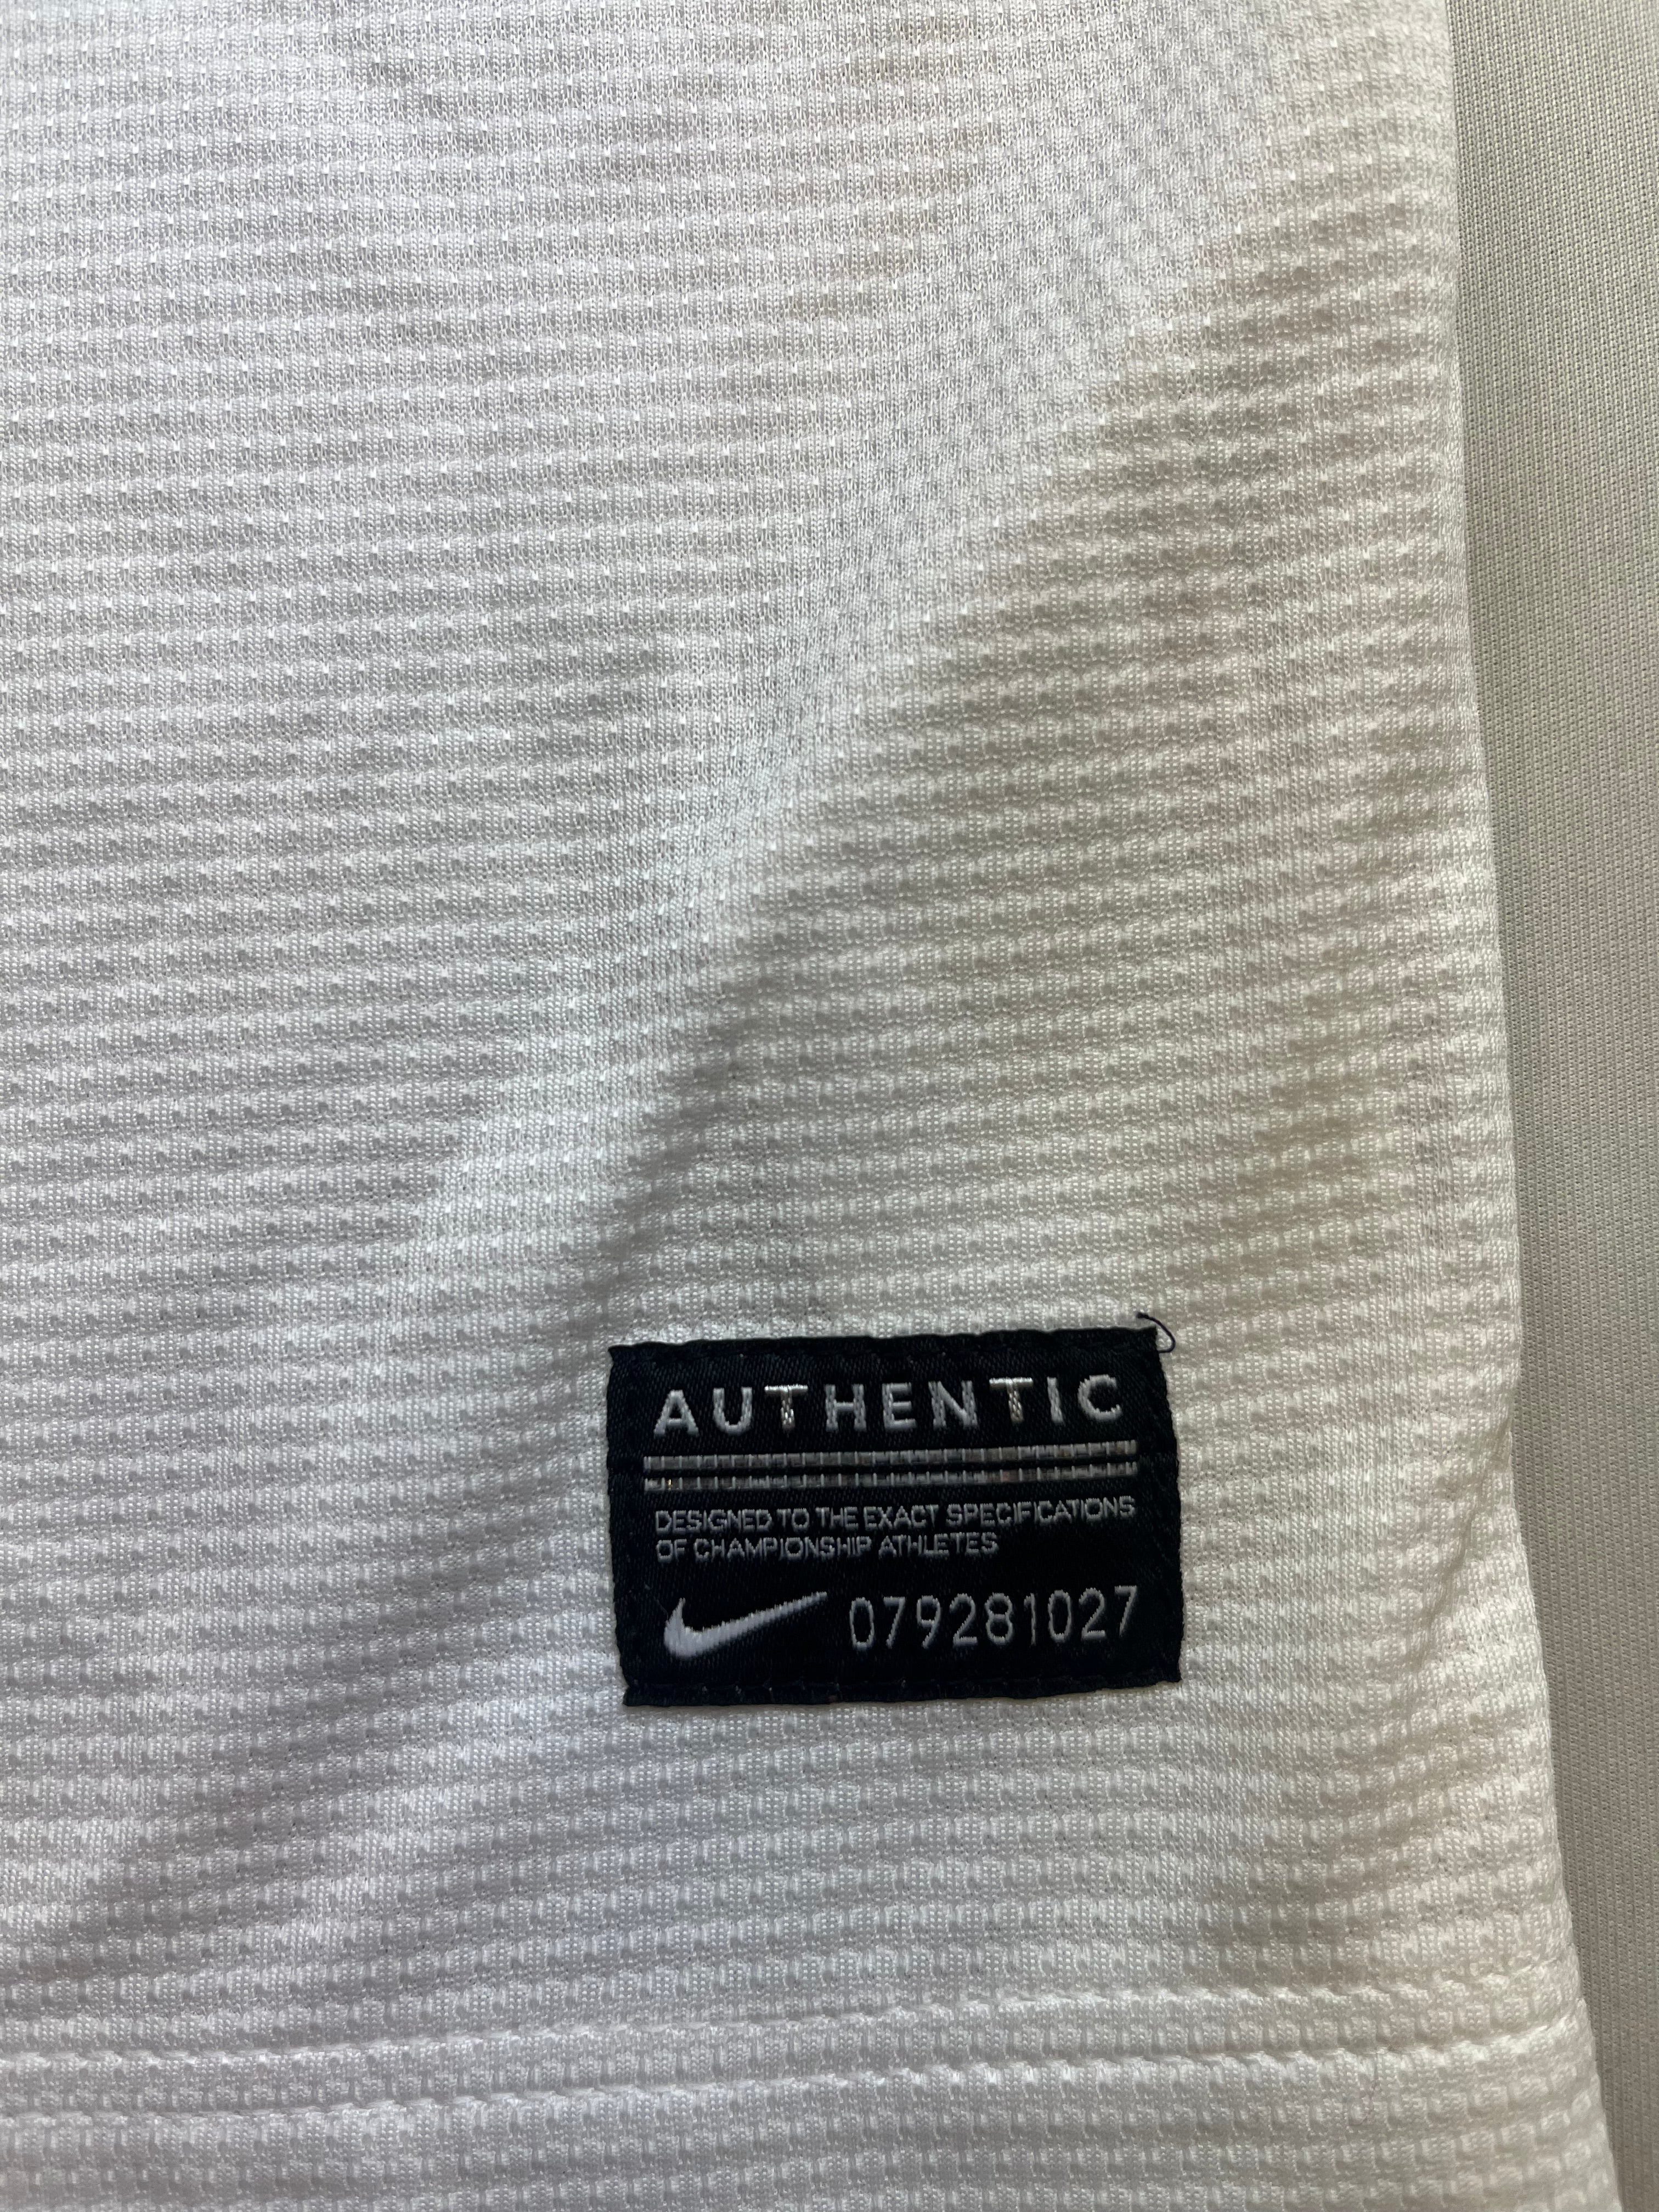 AUTHENTIC
DESIGNED TO THE EXACT SPECIFICATIONS
OF CHAMPIONSHIP ATHLETES
079281027